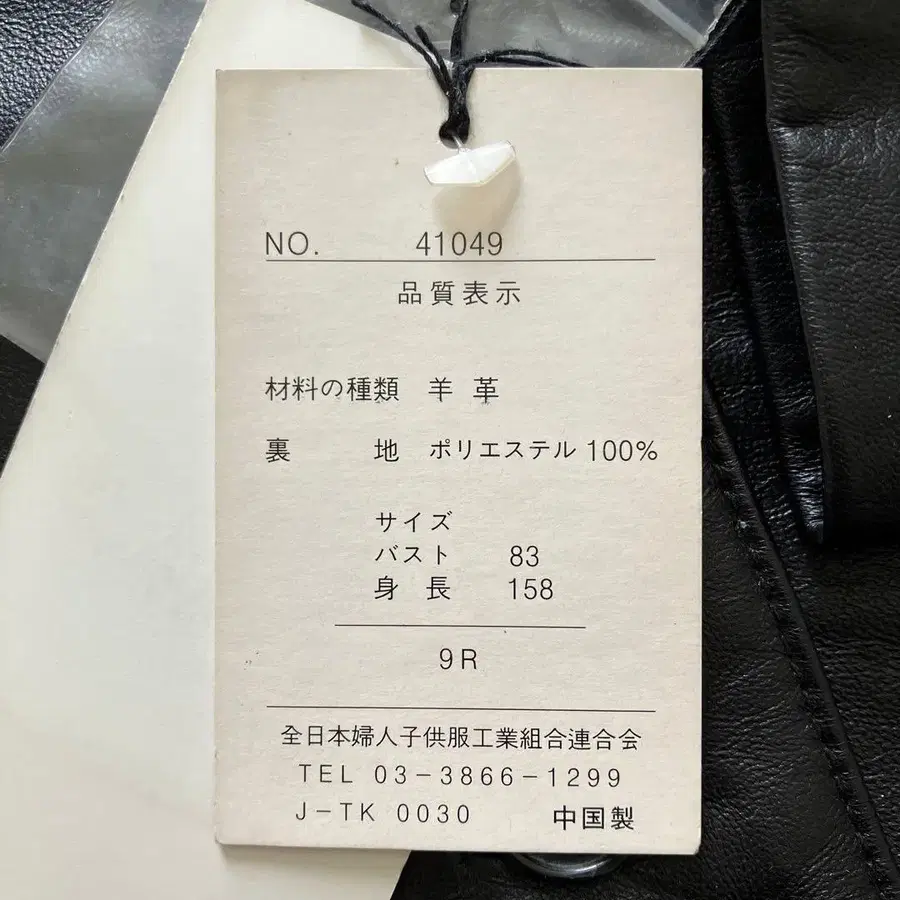 NO. 41049
品質表示
材料の種類 羊革
裏地 ポリエステル 100%
サイズ
バスト 83
身長 158
9R
全日本婦人子供服工業組合連合会
TEL 03-3866-1299
J-TK 0030 中国製